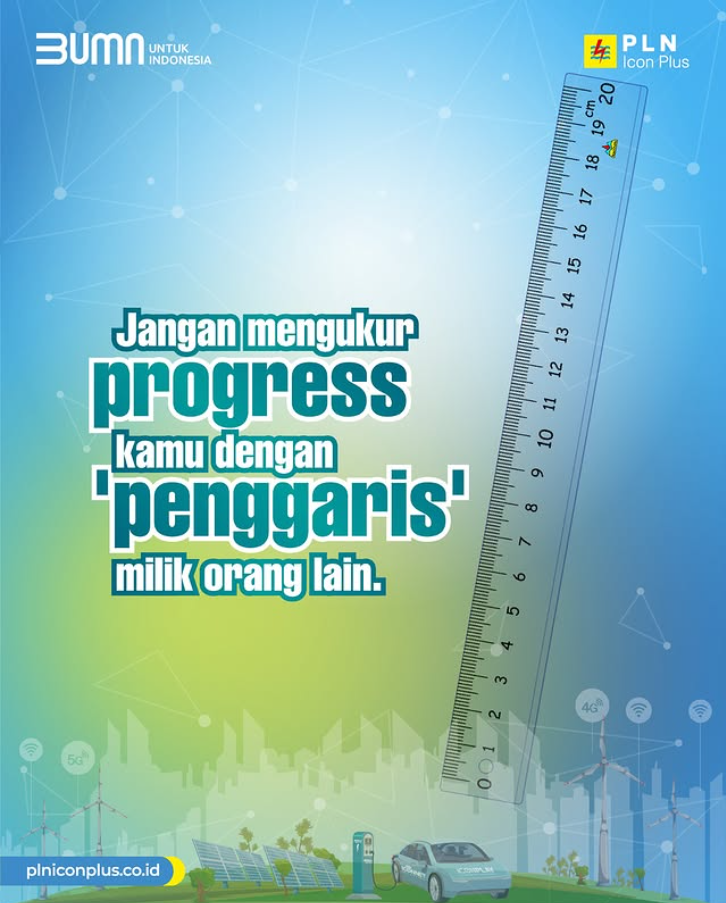 BUMN UNTUK
INDONESIA
PLN
Icon Plus
Jangan mengukur
progress
kamu dengan
'penggaris'
milik orang lain.
cm
20
19
18
17
16
15
14
13
12
11
10
9
8
7
6
5
4
3
2
1
0
4G
5G
plniconplus.co.id